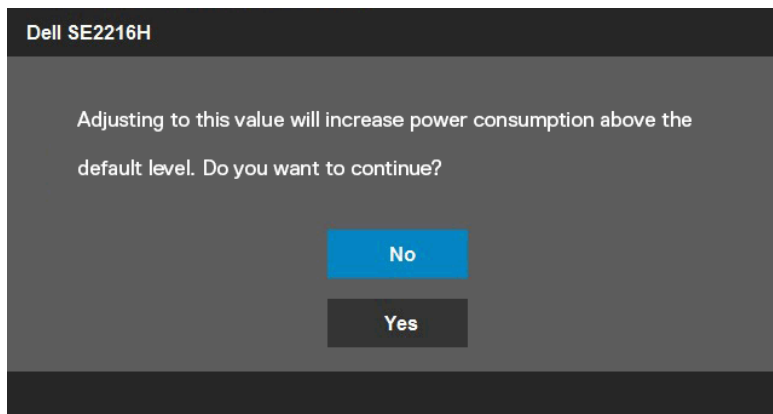 Dell SE2216H
Adjusting to this value will increase power consumption above the
default level. Do you want to continue?
No
Yes